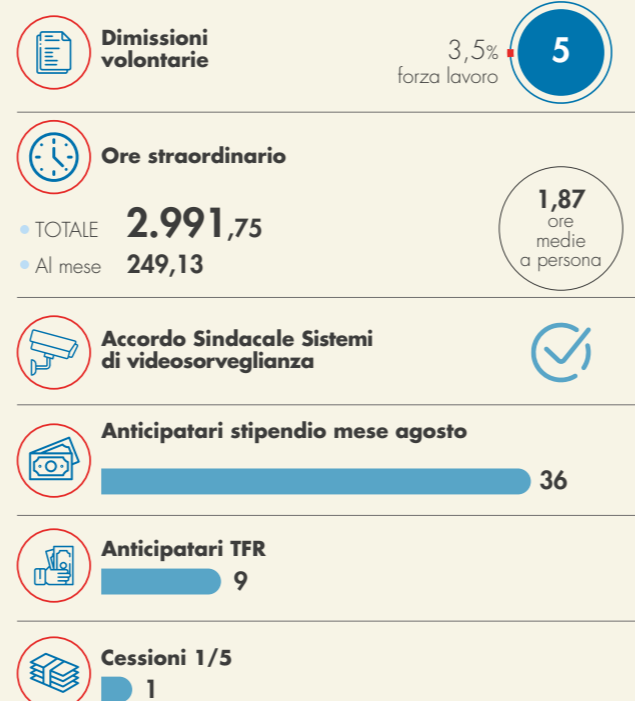 Dimissioni
volontarie
3,5%
forza lavoro
5
Ore straordinario
TOTALE 2.991,75
Al mese 249,13
1,87
ore
medie
a persona
Accordo Sindacale Sistemi
di videosorveglianza
Anticipatari stipendio mese agosto
36
Anticipatari TFR
9
Cessioni 1/5
1